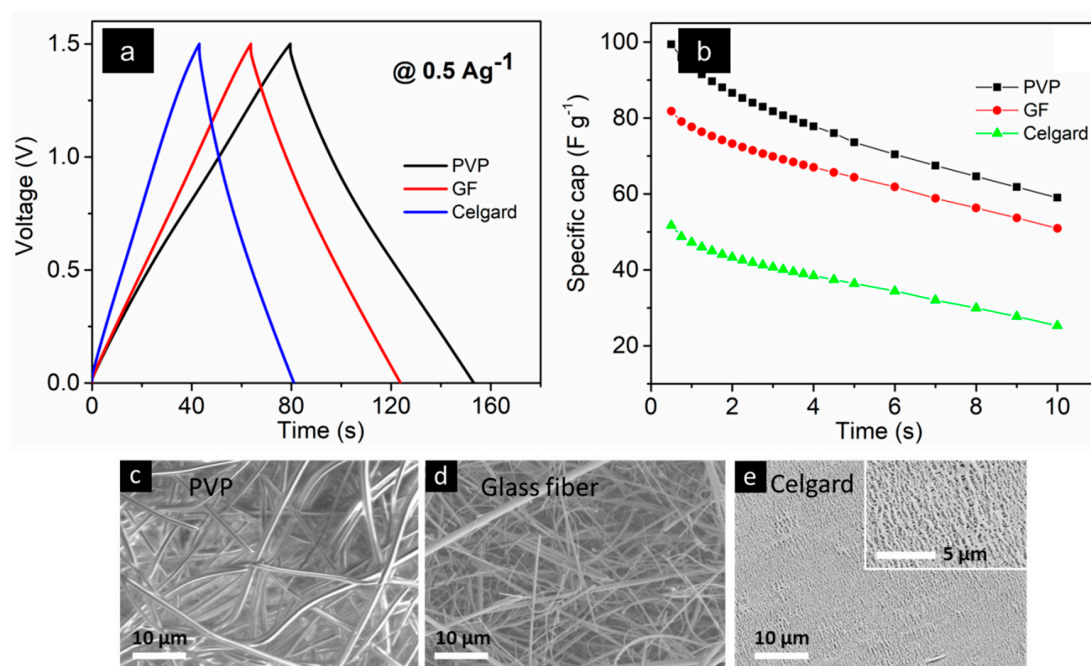 a
@ 0.5 Ag⁻¹
PVP
GF
Celgard
Voltage (V)
1.5
1.0
0.5
0.0
0 40 80 120 160
Time (s)
b
PVP
GF
Celgard
Specific cap (F g⁻¹)
100
80
60
40
20
0 2 4 6 8 10
Time (s)
c PVP
10 µm
d Glass fiber
10 µm
e Celgard
5 µm
10 µm